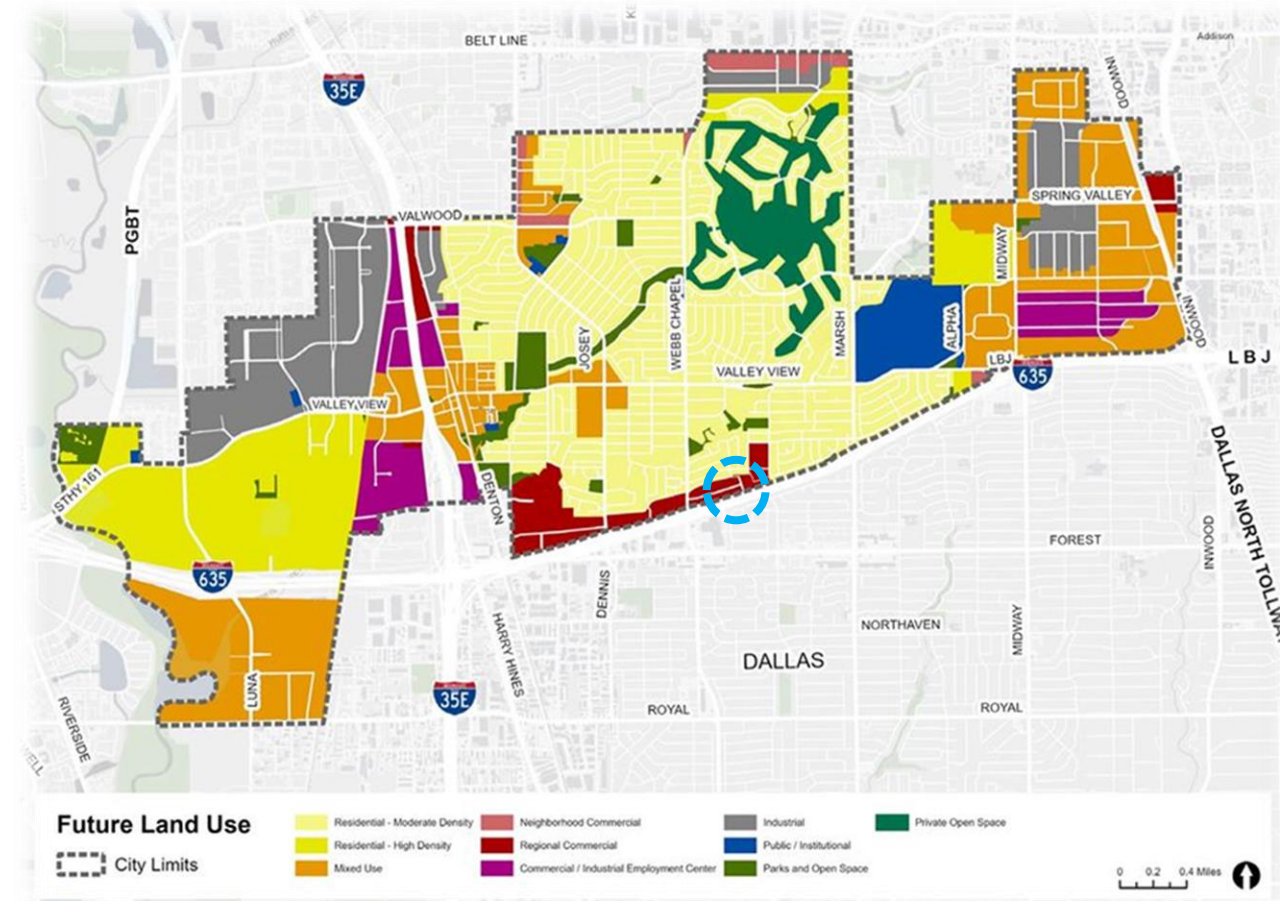 BELT LINE
Addison
35E
INWOOD
PGBT
SPRING VALLEY
VALWOOD
MIDWAY
WEBB CHAPEL
MARSH
ALPHA
INWOOD
JOSEY
LBJ
LBJ
VALLEY VIEW
635
VALLEY VIEW
DENTON
STHY 161
DALLAS NORTH TOLLWA
FOREST
INWOOD
635
DENNIS
NORTHAVEN
MIDWAY
HARRY HINES
DALLAS
LUNA
35E
ROYAL
ROYAL
RIVERSIDE
WELL
Future Land Use
City Limits
Residential - Moderate Density
Residential - High Density
Mixed Use
Neighborhood Commercial
Regional Commercial
Commercial / Industrial Employment Center
Industrial
Public / Institutional
Parks and Open Space
Private Open Space
0 0.2 0.4 Miles